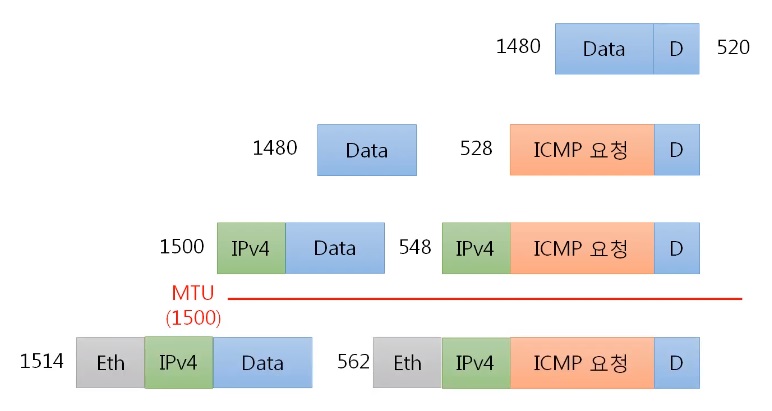 1480 Data D 520
1480 Data 528 ICMP 요청 D
1500 IPv4 Data 548 IPv4 ICMP 요청 D
MTU
(1500)
1514 Eth IPv4 Data 562 Eth IPv4 ICMP 요청 D